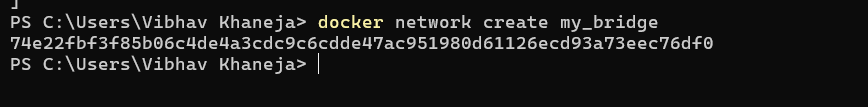 ]
PS C:\Users\Vibhav Khaneja> docker network create my_bridge
74e22fbf3f85b06c4de4a3cdc9c6cdde47ac951980d61126ecd93a73eec76df0
PS C:\Users\Vibhav Khaneja>